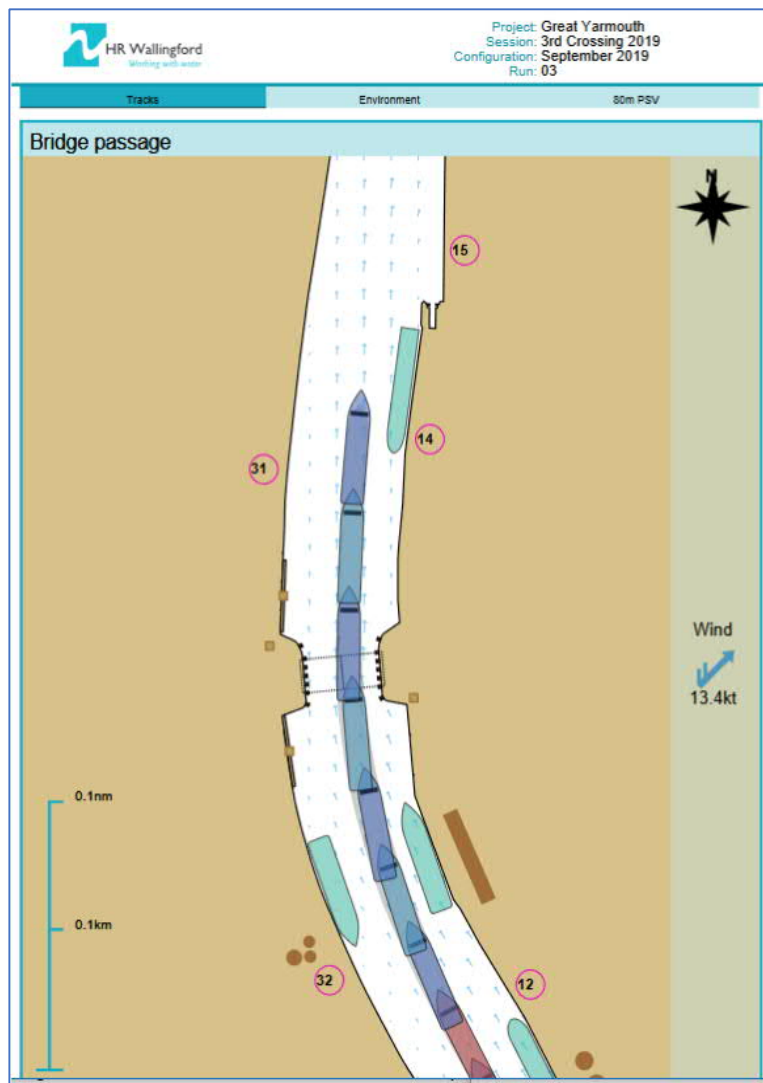 HR Wallingford
Working with water
Project: Great Yarmouth
Session: 3rd Crossing 2019
Configuration: September 2019
Run: 03
Tracks Environment 80m PSV
Bridge passage
N
15
14
31
Wind
13.4kt
0.1nm
0.1km
32
12